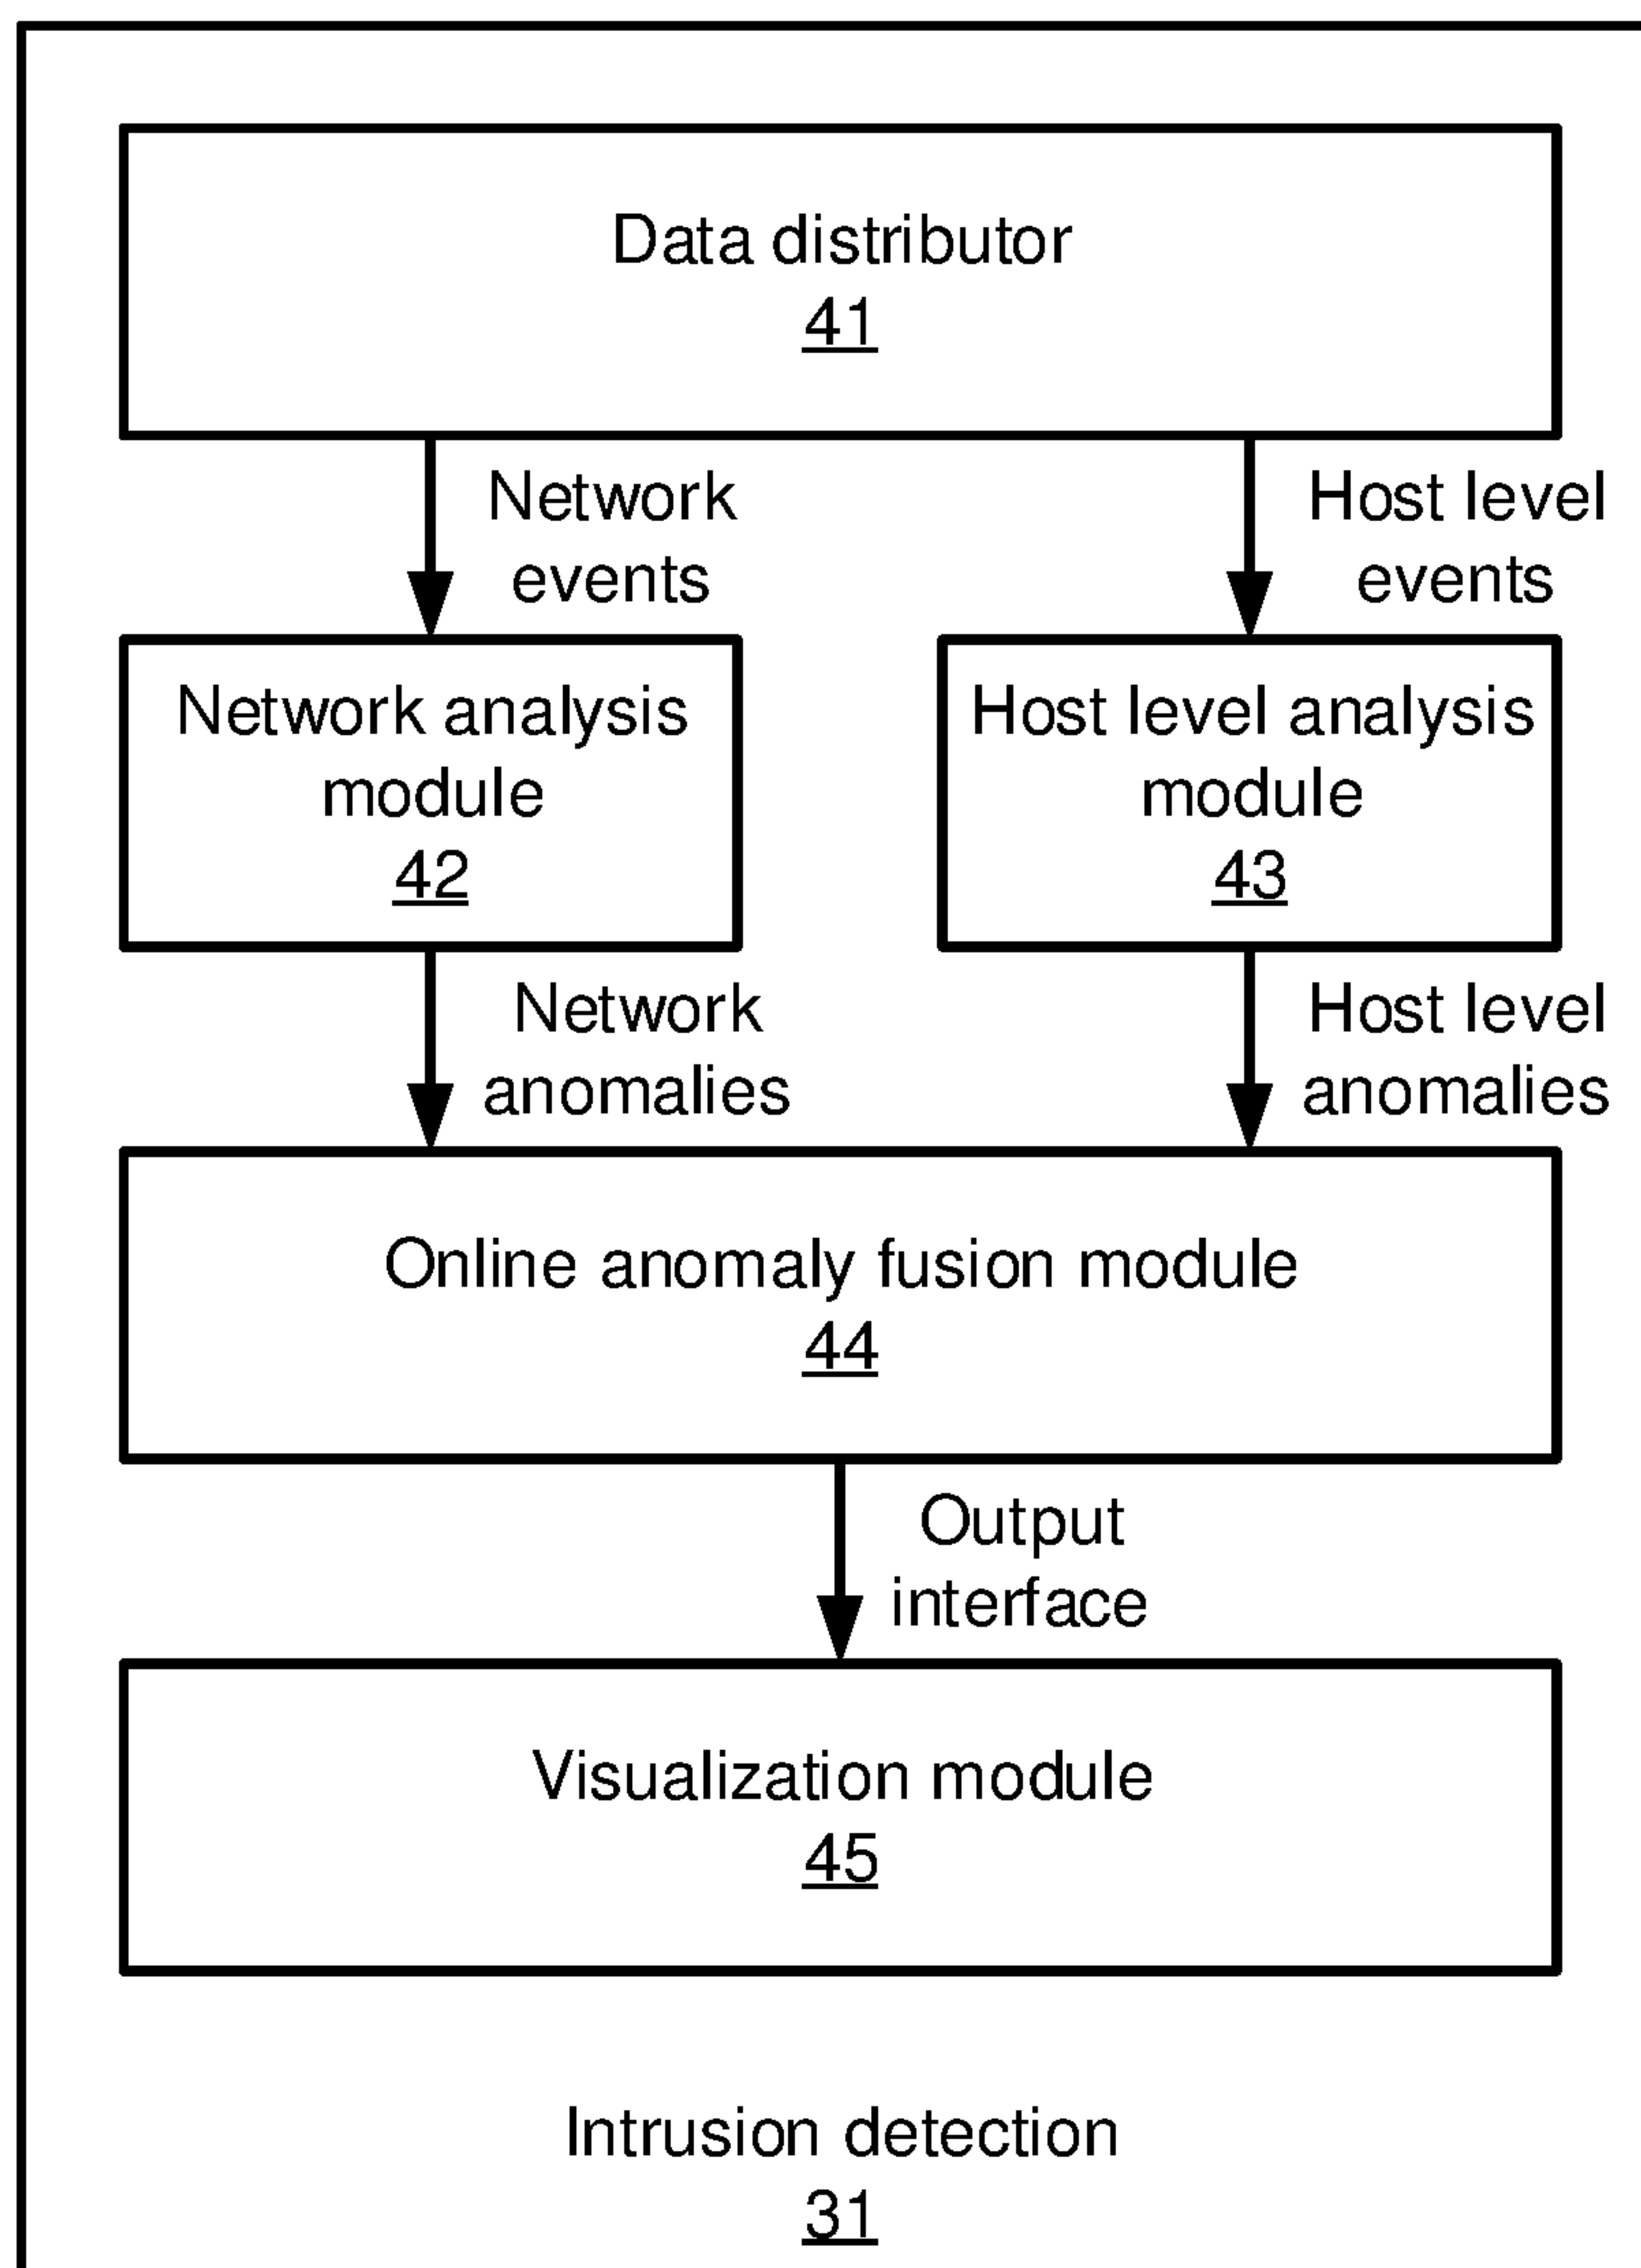 Data distributor
41
Network
events
Host level
events
Network analysis
module
42
Host level analysis
module
43
Network
anomalies
Host level
anomalies
Online anomaly fusion module
44
Output
interface
Visualization module
45
Intrusion detection
31